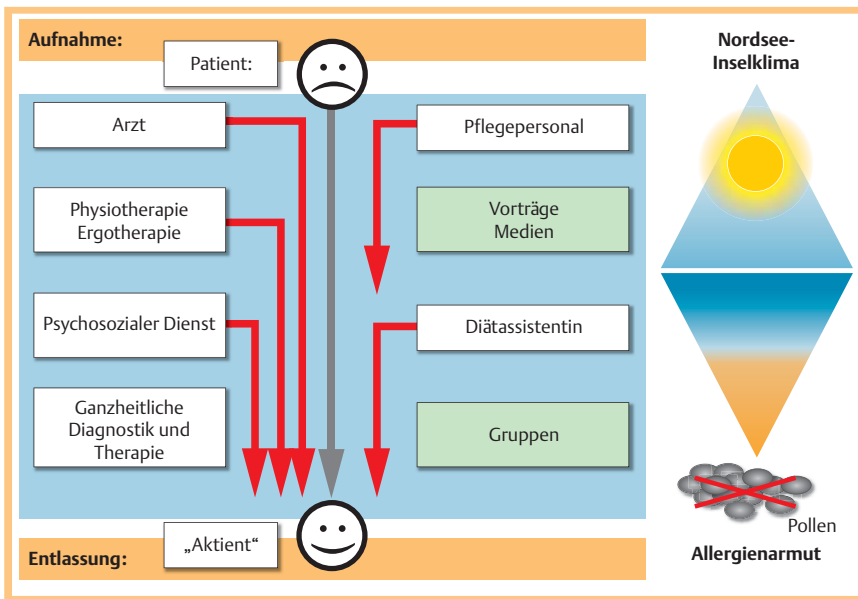 Aufnahme:
Patient:
Arzt
Pflegepersonal
Physiotherapie
Ergotherapie
Vorträge
Medien
Psychosozialer Dienst
Diätassistentin
Ganzheitliche
Diagnostik und
Therapie
Gruppen
„Aktient“
Entlassung:
Nordsee-
Inselklima
Pollen
Allergienarmut